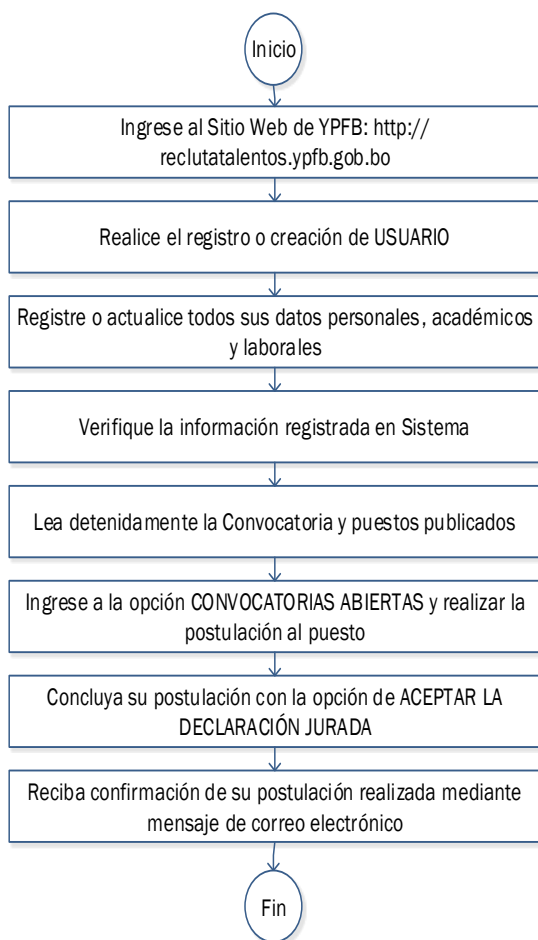 Inicio
Ingrese al Sitio Web de YPFB: http://
reclutatalentos.ypfb.gob.bo
Realice el registro o creación de USUARIO
Registre o actualice todos sus datos personales, académicos
y laborales
Verifique la información registrada en Sistema
Lea detenidamente la Convocatoria y puestos publicados
Ingrese a la opción CONVOCATORIAS ABIERTAS y realizar la
postulación al puesto
Concluya su postulación con la opción de ACEPTAR LA
DECLARACIÓN JURADA
Reciba confirmación de su postulación realizada mediante
mensaje de correo electrónico
Fin